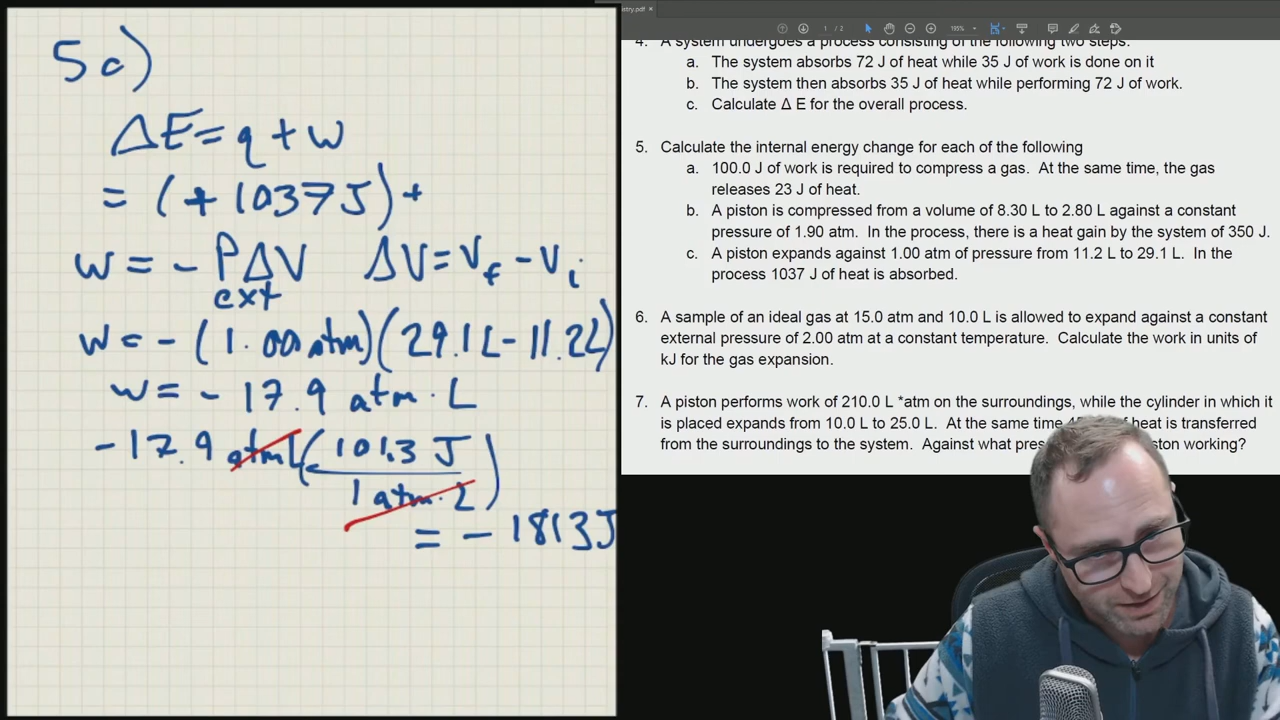 5c)
ΔE = q + w
= (+ 1037J) +
w = - P ext ΔV ΔV = Vf - Vi
w = - (1.00 atm)(29.1L - 11.2L)
w = - 17.9 atm · L
- 17.9 atm L (101.3 J / 1 atm · L)
= - 1813J
istry.pdf × 
1 / 2 195%
4. A system undergoes a process consisting of the following two steps:
a. The system absorbs 72 J of heat while 35 J of work is done on it
b. The system then absorbs 35 J of heat while performing 72 J of work.
c. Calculate Δ E for the overall process.
5. Calculate the internal energy change for each of the following
a. 100.0 J of work is required to compress a gas. At the same time, the gas
releases 23 J of heat.
b. A piston is compressed from a volume of 8.30 L to 2.80 L against a constant
pressure of 1.90 atm. In the process, there is a heat gain by the system of 350 J.
c. A piston expands against 1.00 atm of pressure from 11.2 L to 29.1 L. In the
process 1037 J of heat is absorbed.
6. A sample of an ideal gas at 15.0 atm and 10.0 L is allowed to expand against a constant
external pressure of 2.00 atm at a constant temperature. Calculate the work in units of
kJ for the gas expansion.
7. A piston performs work of 210.0 L *atm on the surroundings, while the cylinder in which it
is placed expands from 10.0 L to 25.0 L. At the same time heat is transferred
from the surroundings to the system. Against what working?